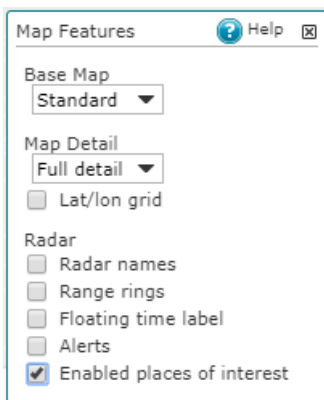 Map Features ? Help
Base Map
Standard
Map Detail
Full detail
Lat/lon grid
Radar
Radar names
Range rings
Floating time label
Alerts
Enabled places of interest